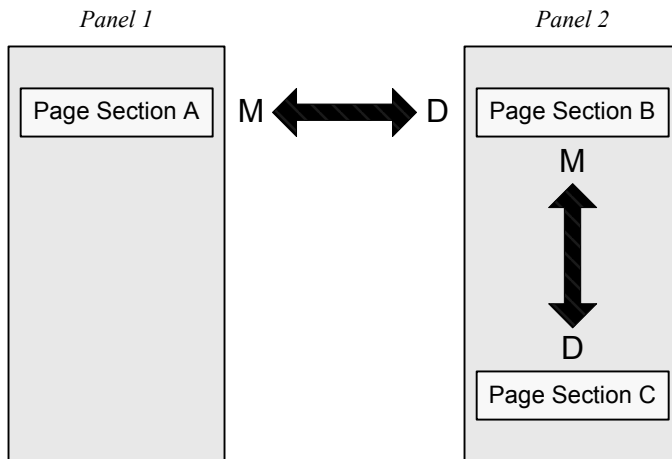 Panel 1
Panel 2
Page Section A
M
D
Page Section B
M
D
Page Section C